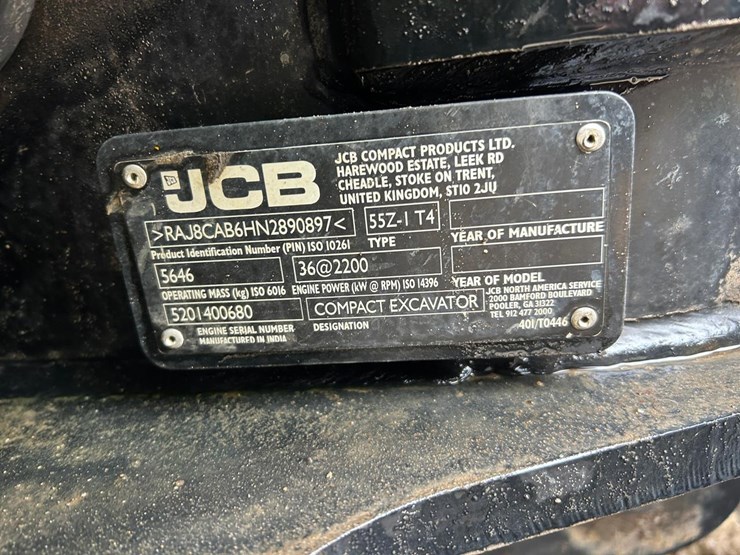 JCB
JCB COMPACT PRODUCTS LTD.
HAREWOOD ESTATE, LEEK RD
CHEADLE, STOKE ON TRENT,
UNITED KINGDOM, ST10 2JU
>RAJ8CAB6HN2890897<
55Z-1 T4
Product Identification Number (PIN) ISO 10261
TYPE
YEAR OF MANUFACTURE
5646
36@2200
OPERATING MASS (kg) ISO 6016
ENGINE POWER (kW @ RPM) ISO 14396
YEAR OF MODEL
5201400680
COMPACT EXCAVATOR
JCB NORTH AMERICA SERVICE
2000 BAMFORD BOULEVARD
POOLER, GA 31322
TEL 912 477 2000
ENGINE SERIAL NUMBER
DESIGNATION
401/T0446
MANUFACTURED IN INDIA